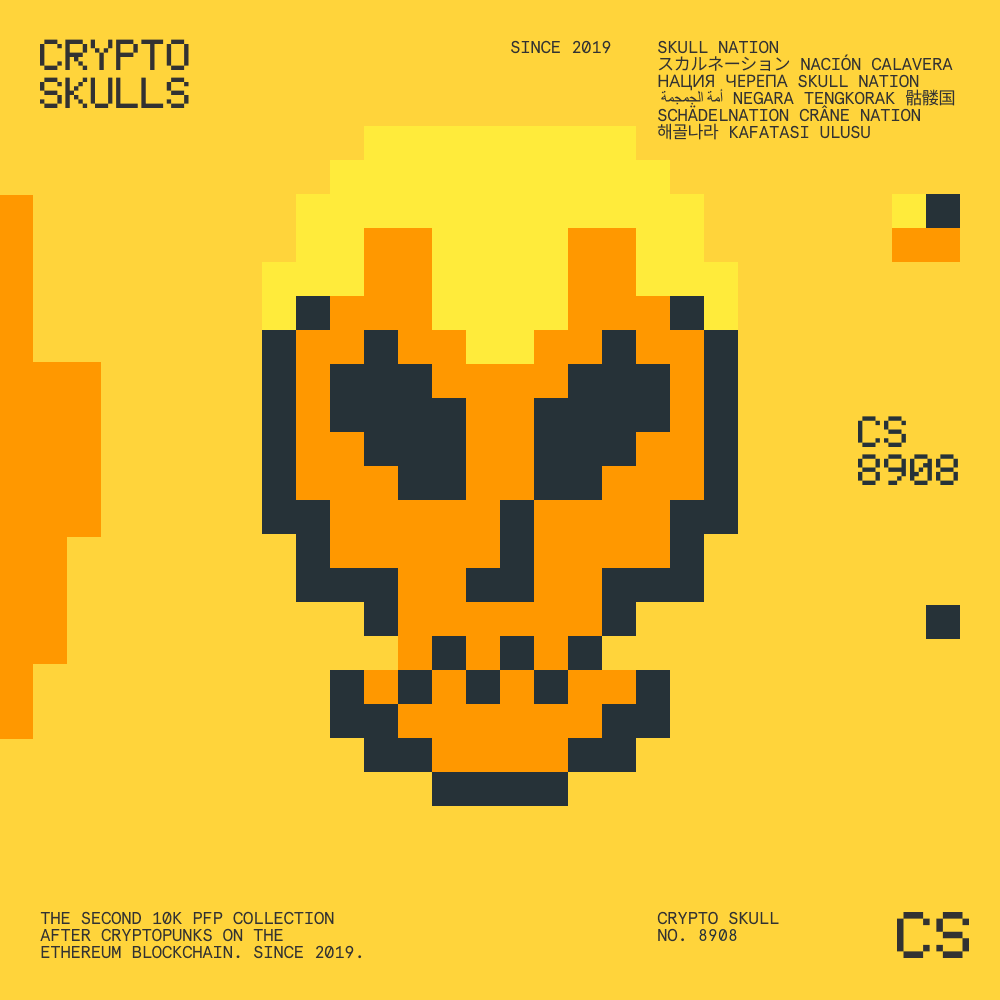 CRYPTO
SKULLS
SINCE 2019
SKULL NATION
スカルネーション NACIÓN CALAVERA
НАЦИЯ ЧЕРЕПА SKULL NATION
أمة الجمجمة NEGARA TENGKORAK 骷髅国
SCHÄDELNATION CRÂNE NATION
해골나라 KAFATASI ULUSU
CS
8908
THE SECOND 10K PFP COLLECTION
AFTER CRYPTOPUNKS ON THE
ETHEREUM BLOCKCHAIN. SINCE 2019.
CRYPTO SKULL
NO. 8908
CS